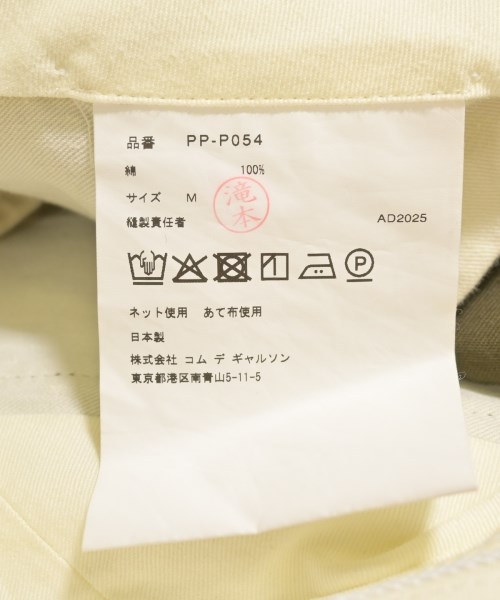 品番 PP-P054
綿 100%
サイズ M
滝本
縫製責任者 AD2025
P
ネット使用 あて布使用
日本製
株式会社 コム デ ギャルソン
東京都港区南青山5-11-5